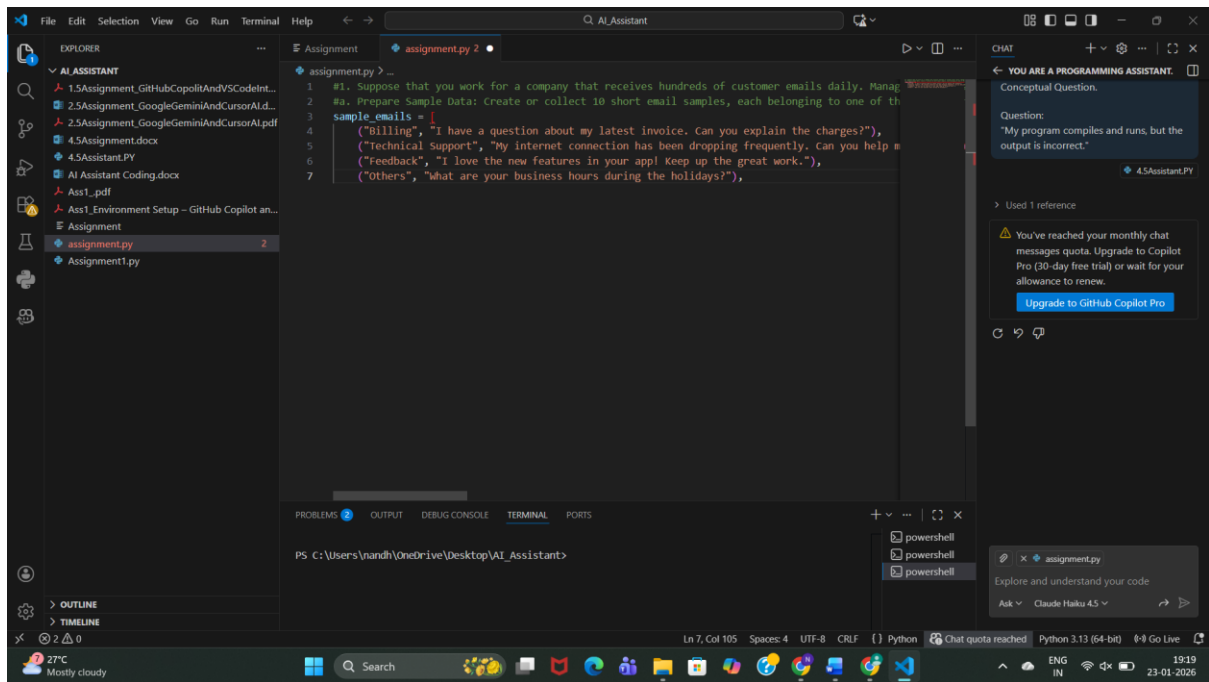 File Edit Selection View Go Run Terminal Help
AI_Assistant
EXPLORER
AI_ASSISTANT
1.5Assignment_GitHubCopolitAndVSCodeInt...
2.5Assignment_GoogleGeminiAndCursorAI.d...
2.5Assignment_GoogleGeminiAndCursorAI.pdf
4.5Assignment.docx
4.5Assistant.PY
AI Assistant Coding.docx
Ass1_.pdf
Ass1_Environment Setup – GitHub Copilot an...
Assignment
assignment.py 2
Assignment1.py
OUTLINE
TIMELINE
Assignment
assignment.py 2
assignment.py > ...
1 #1. Suppose that you work for a company that receives hundreds of customer emails daily. Manag
2 #a. Prepare Sample Data: Create or collect 10 short email samples, each belonging to one of th
3 sample_emails = [
4 ("Billing", "I have a question about my latest invoice. Can you explain the charges?"),
5 ("Technical Support", "My internet connection has been dropping frequently. Can you help m
6 ("Feedback", "I love the new features in your app! Keep up the great work."),
7 ("Others", "What are your business hours during the holidays?"),
PROBLEMS 2 OUTPUT DEBUG CONSOLE TERMINAL PORTS
PS C:\Users\nandh\OneDrive\Desktop\AI_Assistant>
powershell
powershell
powershell
CHAT
YOU ARE A PROGRAMMING ASSISTANT.
Conceptual Question.
Question:
"My program compiles and runs, but the
output is incorrect."
4.5Assistant.PY
Used 1 reference
You've reached your monthly chat
messages quota. Upgrade to Copilot
Pro (30-day free trial) or wait for your
allowance to renew.
Upgrade to GitHub Copilot Pro
assignment.py
Explore and understand your code
Ask Claude Haiku 4.5
2 0
Ln 7, Col 105 Spaces: 4 UTF-8 CRLF {} Python Chat quota reached Python 3.13 (64-bit) Go Live
7
27°C
Mostly cloudy
Search
ENG
IN
19:19
23-01-2026